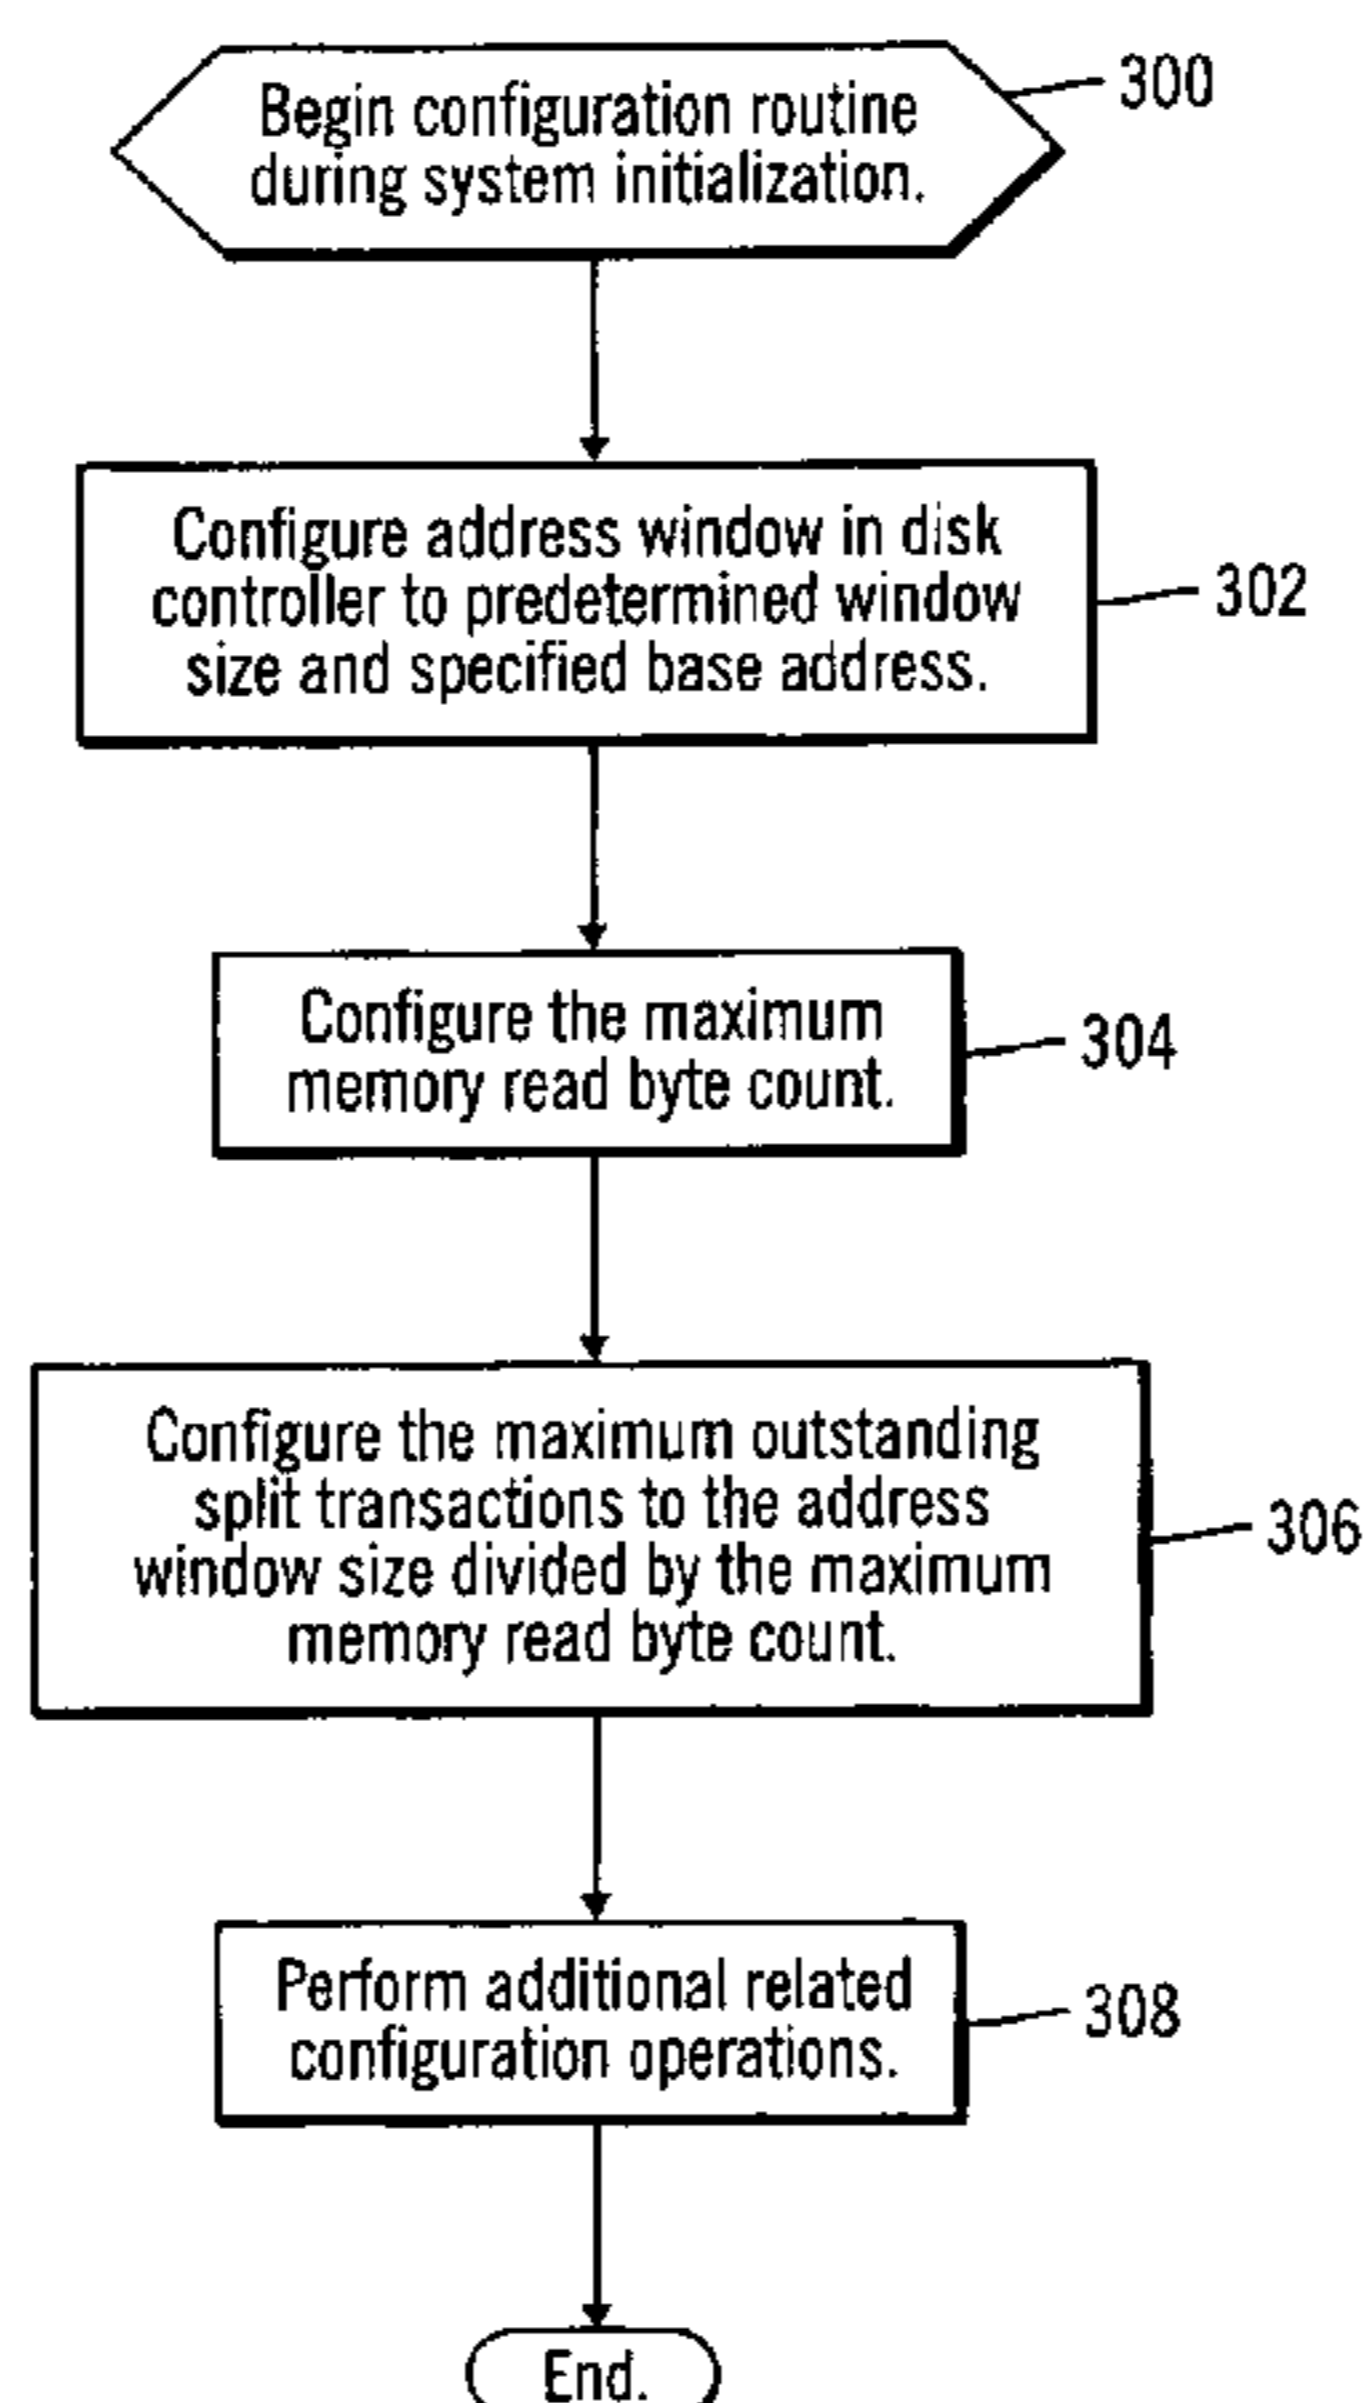 Begin configuration routine
during system initialization.
300
Configure address window in disk
controller to predetermined window
size and specified base address.
302
Configure the maximum
memory read byte count.
304
Configure the maximum outstanding
split transactions to the address
window size divided by the maximum
memory read byte count.
306
Perform additional related
configuration operations.
308
End.